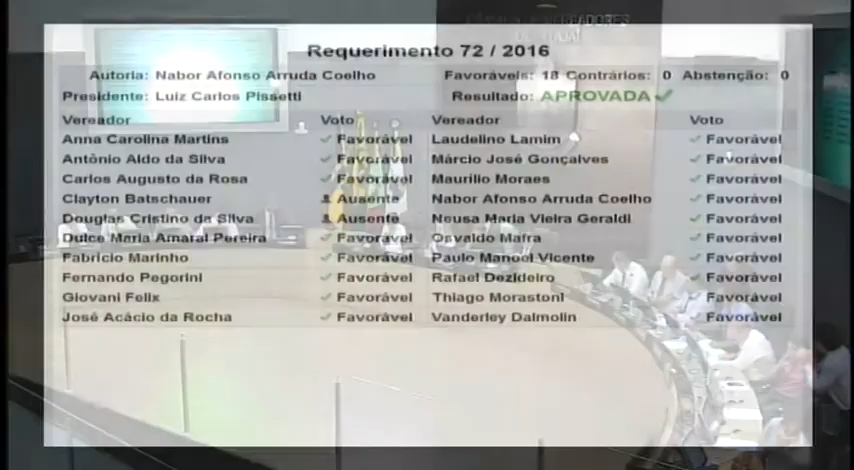 Requerimento 72 / 2016
Autoria: Nabor Afonso Arruda Coelho Favoráveis: 18 Contrários: 0 Abstenção: 0
Presidente: Luiz Carlos Pissetti Resultado: APROVADA
Vereador Voto Vereador Voto
Anna Carolina Martins Favorável Laudelino Lamim Favorável
Antônio Aldo da Silva Favorável Márcio José Gonçalves Favorável
Carlos Augusto da Rosa Favorável Maurílio Moraes Favorável
Clayton Batschauer Ausente Nabor Afonso Arruda Coelho Favorável
Douglas Cristino da Silva Ausente Neusa Maria Vieira Geraldi Favorável
Dulce Maria Amaral Pereira Favorável Osvaldo Mafra Favorável
Fabrício Marinho Favorável Paulo Manoel Vicente Favorável
Fernando Pegorini Favorável Rafael Dezideiro Favorável
Giovani Felix Favorável Thiago Morastoni Favorável
José Acácio da Rocha Favorável Vanderley Dalmolin Favorável